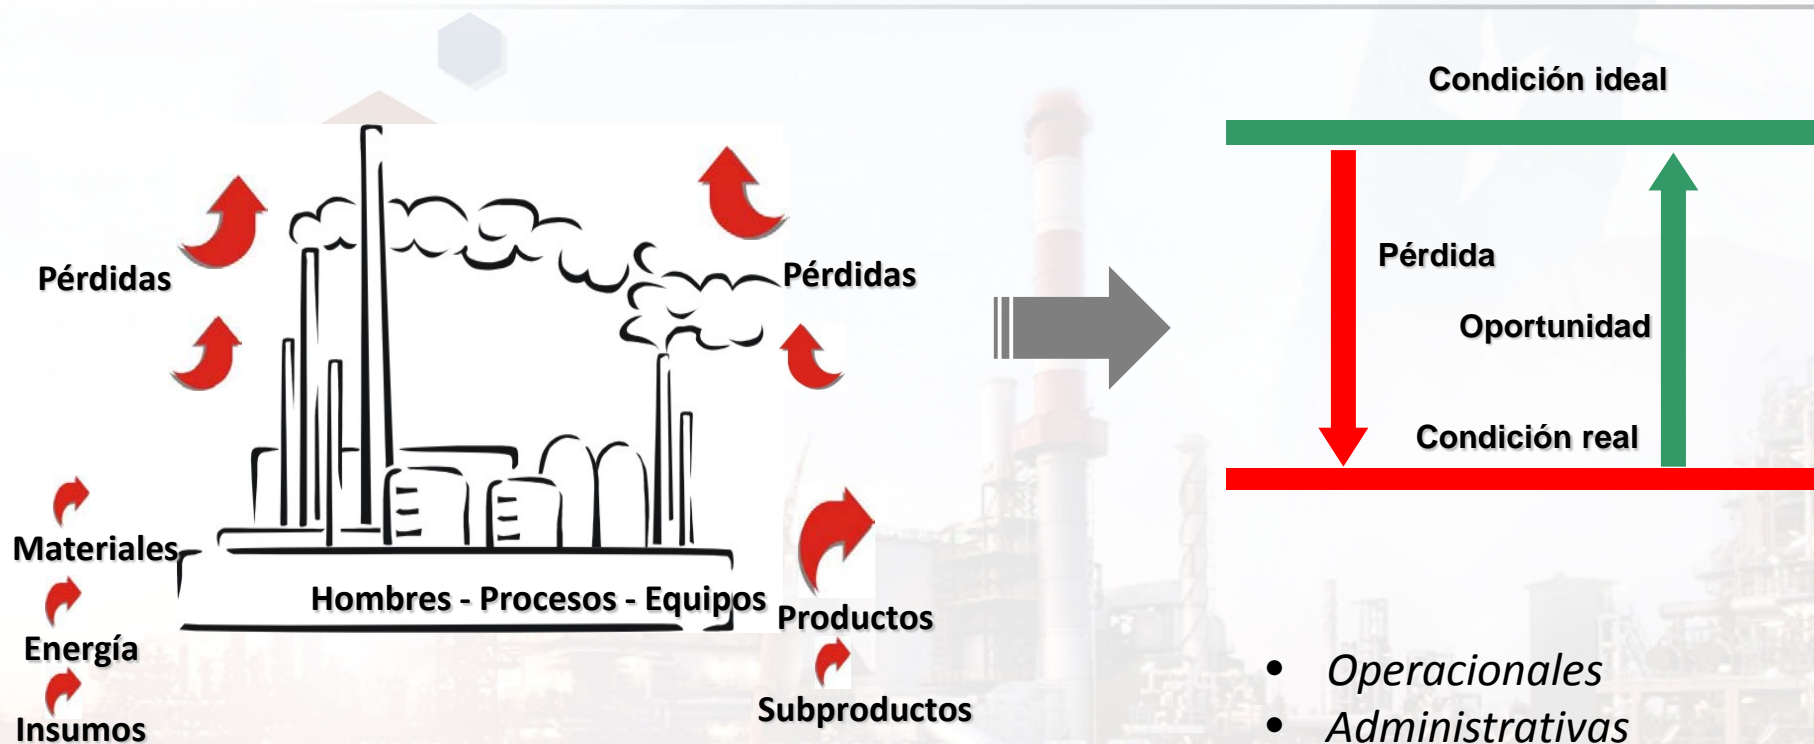 Pérdidas
Pérdidas
Materiales
Energía
Insumos
Hombres - Procesos - Equipos
Productos
Subproductos
Condición ideal
Pérdida
Oportunidad
Condición real
• Operacionales
• Administrativas